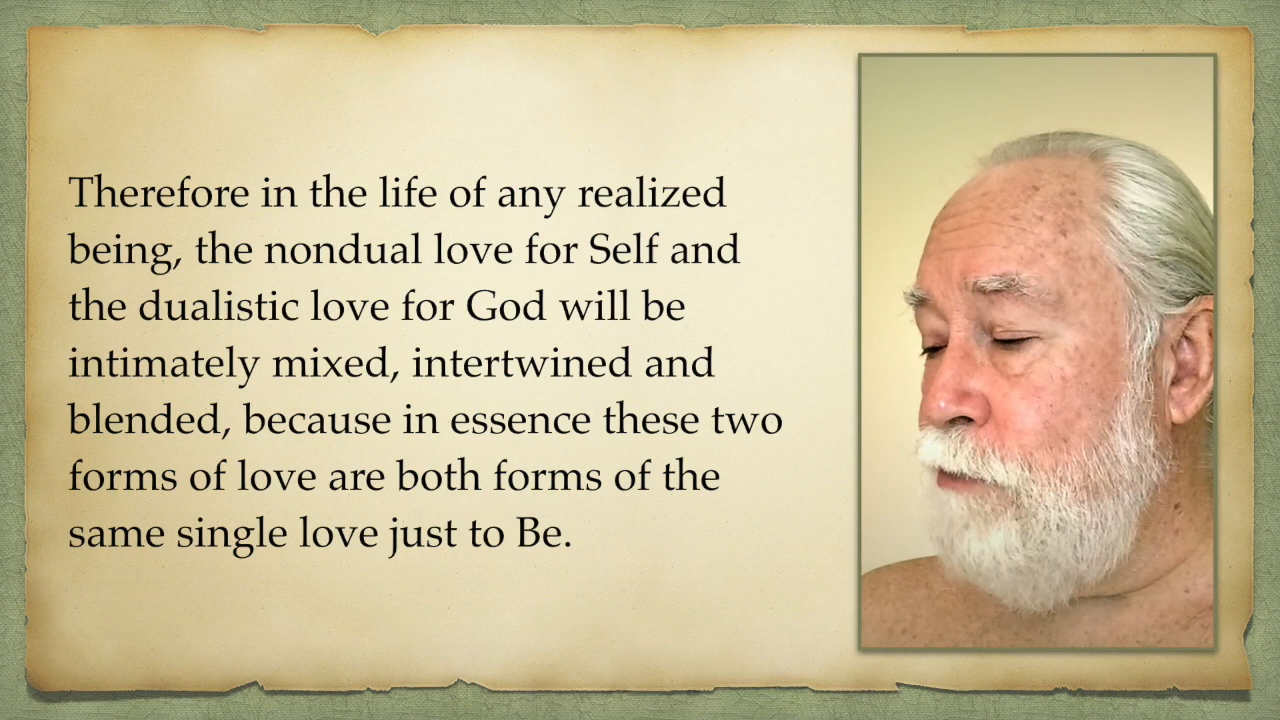 Therefore in the life of any realized
being, the nondual love for Self and
the dualistic love for God will be
intimately mixed, intertwined and
blended, because in essence these two
forms of love are both forms of the
same single love just to Be.